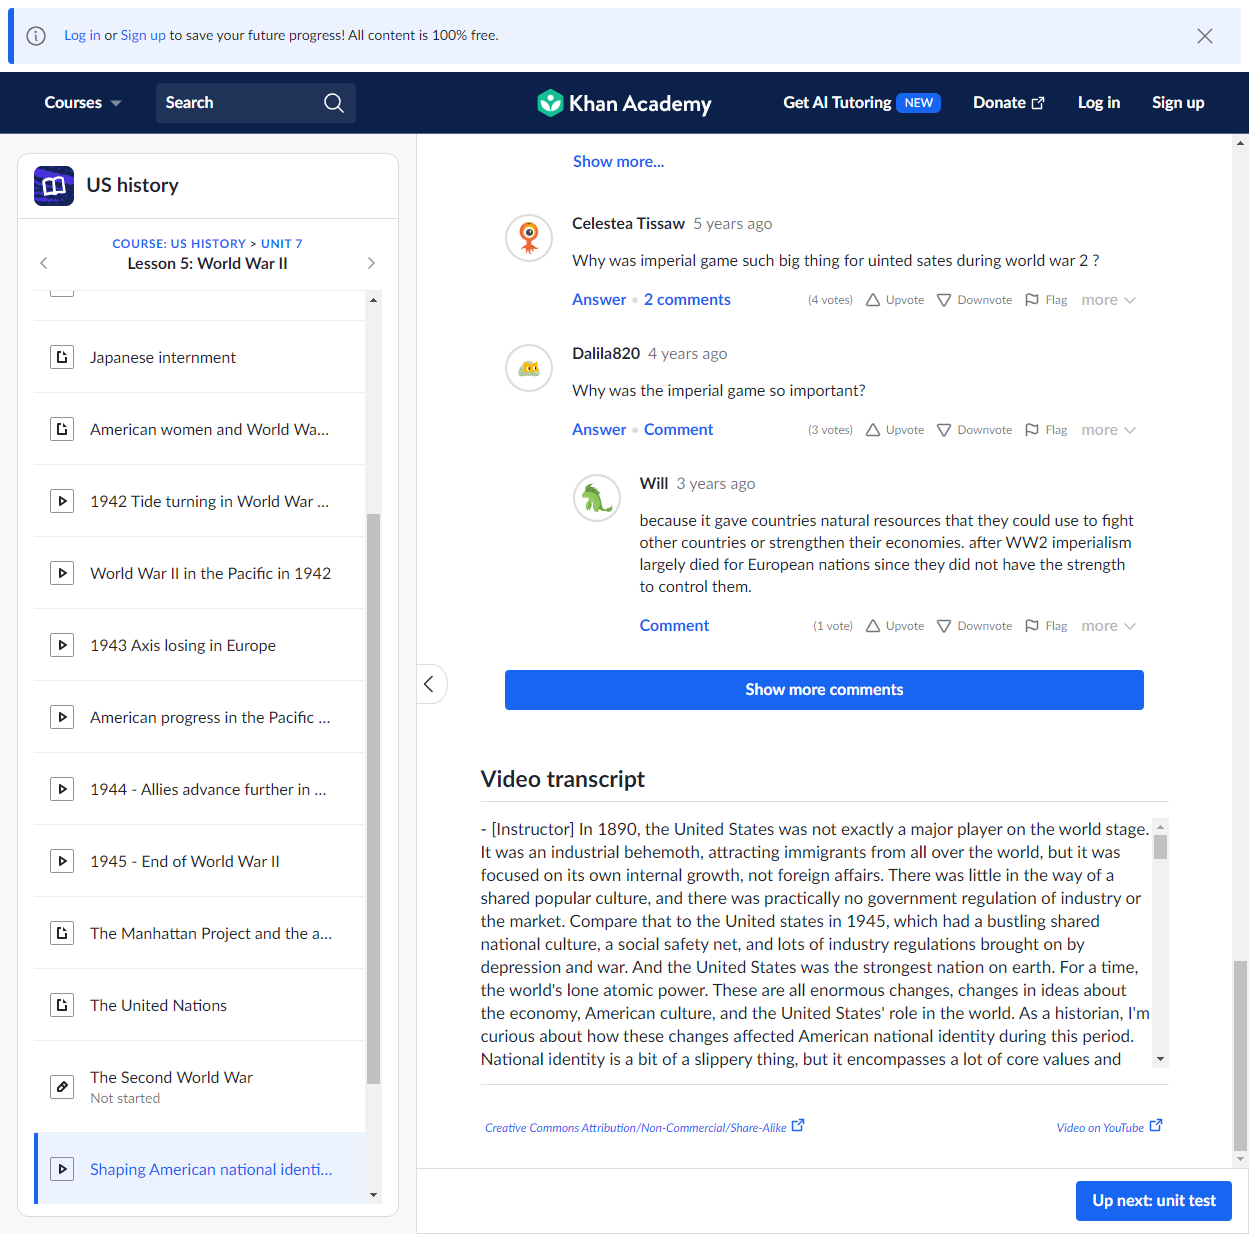 Log in or Sign up to save your future progress! All content is 100% free.
Courses
Search
Khan Academy
Get AI Tutoring NEW
Donate
Log in
Sign up
US history
COURSE: US HISTORY > UNIT 7
Lesson 5: World War II
Japanese internment
American women and World Wa...
1942 Tide turning in World War ...
World War II in the Pacific in 1942
1943 Axis losing in Europe
American progress in the Pacific ...
1944 - Allies advance further in ...
1945 - End of World War II
The Manhattan Project and the a...
The United Nations
The Second World War
Not started
Shaping American national identi...
Show more...
Celestea Tissaw 5 years ago
Why was imperial game such big thing for uinted sates during world war 2 ?
Answer • 2 comments (4 votes) Upvote Downvote Flag more
Dalila820 4 years ago
Why was the imperial game so important?
Answer • Comment (3 votes) Upvote Downvote Flag more
Will 3 years ago
because it gave countries natural resources that they could use to fight
other countries or strengthen their economies. after WW2 imperialism
largely died for European nations since they did not have the strength
to control them.
Comment (1 vote) Upvote Downvote Flag more
Show more comments
Video transcript
- [Instructor] In 1890, the United States was not exactly a major player on the world stage.
It was an industrial behemoth, attracting immigrants from all over the world, but it was
focused on its own internal growth, not foreign affairs. There was little in the way of a
shared popular culture, and there was practically no government regulation of industry or
the market. Compare that to the United states in 1945, which had a bustling shared
national culture, a social safety net, and lots of industry regulations brought on by
depression and war. And the United States was the strongest nation on earth. For a time,
the world's lone atomic power. These are all enormous changes, changes in ideas about
the economy, American culture, and the United States' role in the world. As a historian, I'm
curious about how these changes affected American national identity during this period.
National identity is a bit of a slippery thing, but it encompasses a lot of core values and
Creative Commons Attribution/Non-Commercial/Share-Alike
Video on YouTube
Up next: unit test